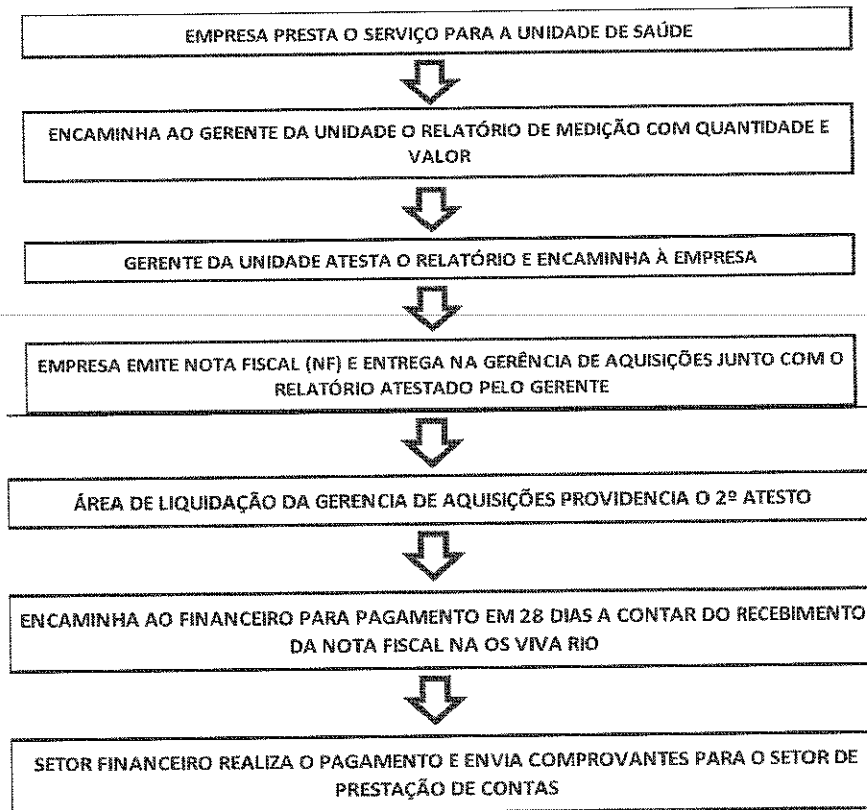 EMPRESA PRESTA O SERVIÇO PARA A UNIDADE DE SAÚDE
ENCAMINHA AO GERENTE DA UNIDADE O RELATÓRIO DE MEDIÇÃO COM QUANTIDADE E
VALOR
GERENTE DA UNIDADE ATESTA O RELATÓRIO E ENCAMINHA À EMPRESA
EMPRESA EMITE NOTA FISCAL (NF) E ENTREGA NA GERÊNCIA DE AQUISIÇÕES JUNTO COM O
RELATÓRIO ATESTADO PELO GERENTE
ÁREA DE LIQUIDAÇÃO DA GERENCIA DE AQUISIÇÕES PROVIDENCIA O 2º ATESTO
ENCAMINHA AO FINANCEIRO PARA PAGAMENTO EM 28 DIAS A CONTAR DO RECEBIMENTO
DA NOTA FISCAL NA OS VIVA RIO
SETOR FINANCEIRO REALIZA O PAGAMENTO E ENVIA COMPROVANTES PARA O SETOR DE
PRESTAÇÃO DE CONTAS